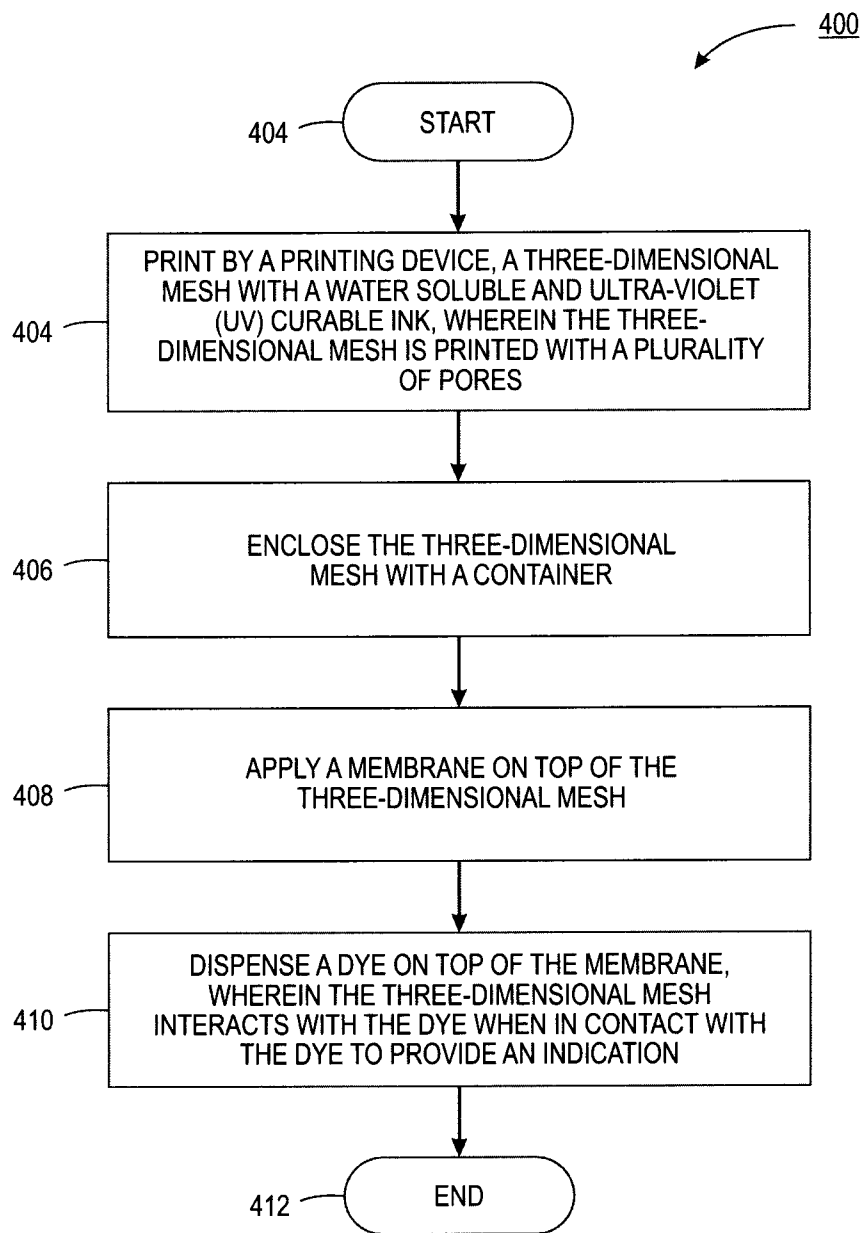 400
404
START
404
PRINT BY A PRINTING DEVICE, A THREE-DIMENSIONAL
MESH WITH A WATER SOLUBLE AND ULTRA-VIOLET
(UV) CURABLE INK, WHEREIN THE THREE-
DIMENSIONAL MESH IS PRINTED WITH A PLURALITY
OF PORES
406
ENCLOSE THE THREE-DIMENSIONAL
MESH WITH A CONTAINER
408
APPLY A MEMBRANE ON TOP OF THE
THREE-DIMENSIONAL MESH
410
DISPENSE A DYE ON TOP OF THE MEMBRANE,
WHEREIN THE THREE-DIMENSIONAL MESH
INTERACTS WITH THE DYE WHEN IN CONTACT WITH
THE DYE TO PROVIDE AN INDICATION
412
END